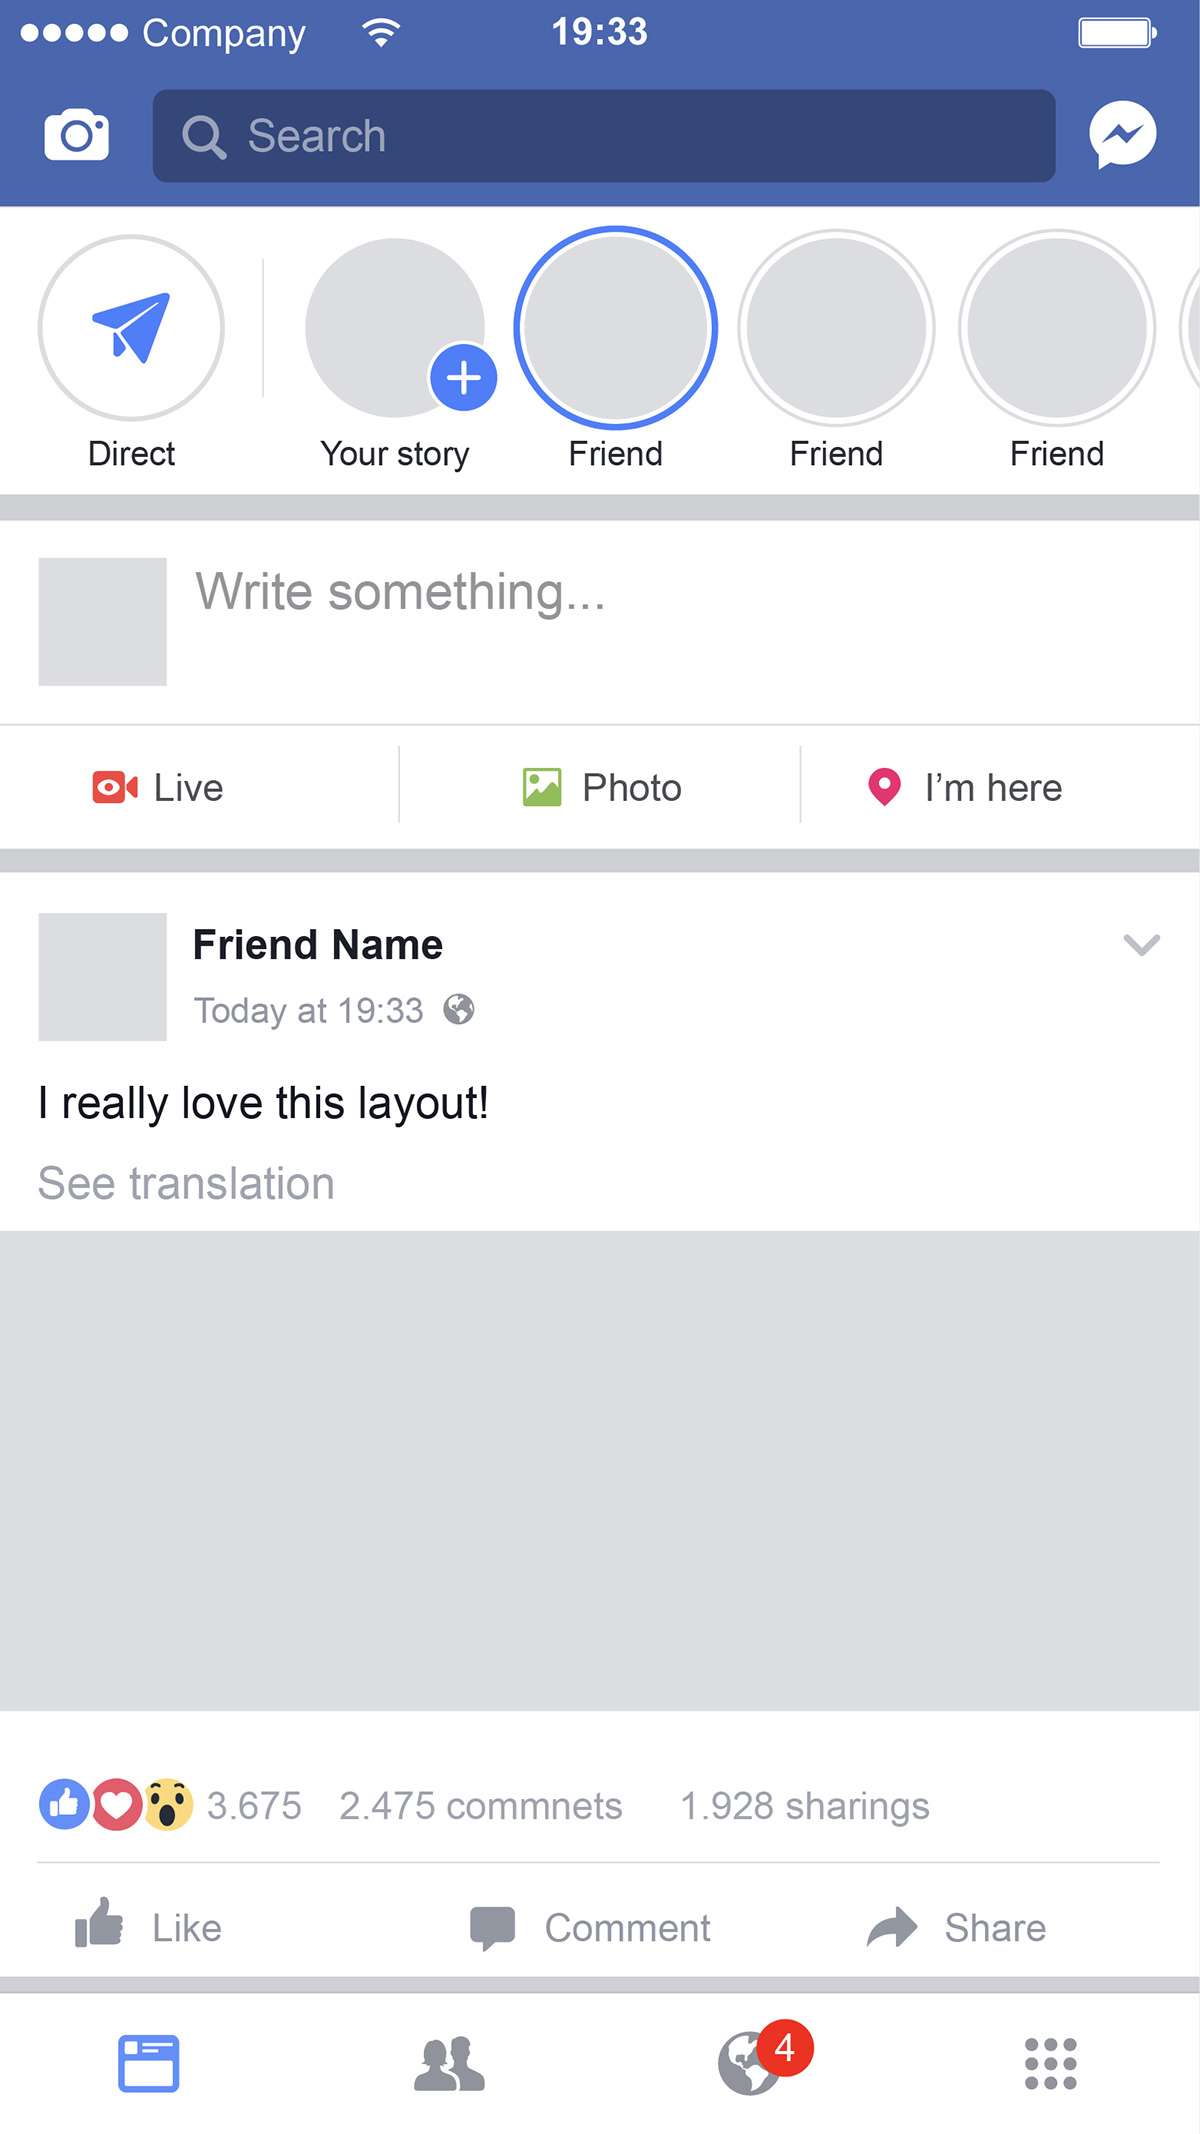 Company 19:33
Search
Direct Your story Friend Friend Friend
Write something...
Live Photo I’m here
Friend Name
Today at 19:33
I really love this layout!
See translation
3.675 2.475 commnets 1.928 sharings
Like Comment Share
4